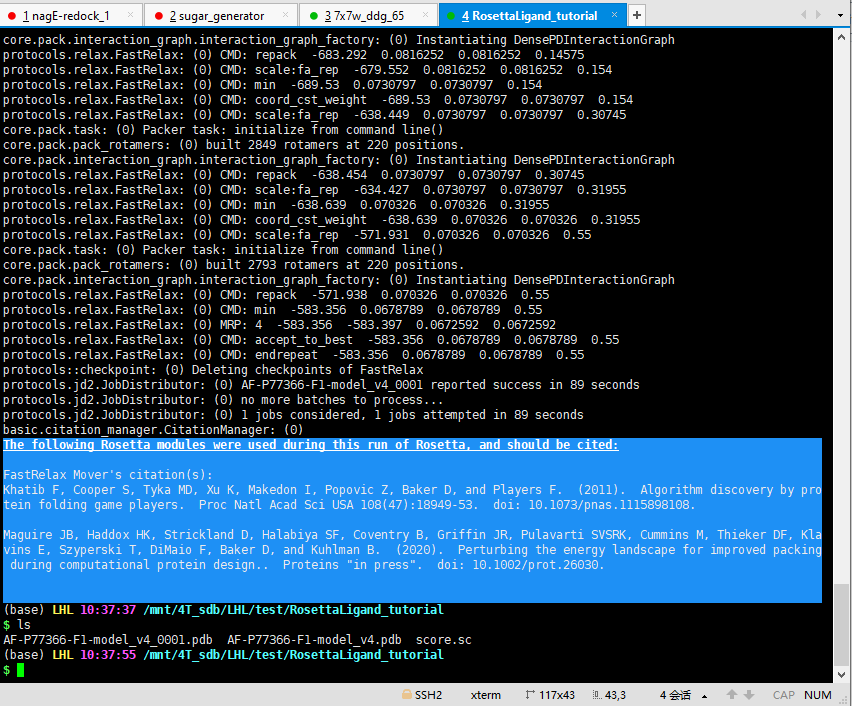 1 nagE-redock_1 × 2 sugar_generator × 3 7x7w_ddg_65 × 4 RosettaLigand_tutorial × +
core.pack.interaction_graph.interaction_graph_factory: (0) Instantiating DensePDInteractionGraph
protocols.relax.FastRelax: (0) CMD: repack  -683.292  0.0816252  0.0816252  0.14575
protocols.relax.FastRelax: (0) CMD: scale:fa_rep  -679.552  0.0816252  0.0816252  0.154
protocols.relax.FastRelax: (0) CMD: min  -689.53  0.0730797  0.0730797  0.154
protocols.relax.FastRelax: (0) CMD: coord_cst_weight  -689.53  0.0730797  0.0730797  0.154
protocols.relax.FastRelax: (0) CMD: scale:fa_rep  -638.449  0.0730797  0.0730797  0.30745
core.pack.task: (0) Packer task: initialize from command line()
core.pack.pack_rotamers: (0) built 2849 rotamers at 220 positions.
core.pack.interaction_graph.interaction_graph_factory: (0) Instantiating DensePDInteractionGraph
protocols.relax.FastRelax: (0) CMD: repack  -638.454  0.0730797  0.0730797  0.30745
protocols.relax.FastRelax: (0) CMD: scale:fa_rep  -634.427  0.0730797  0.0730797  0.31955
protocols.relax.FastRelax: (0) CMD: min  -638.639  0.070326  0.070326  0.31955
protocols.relax.FastRelax: (0) CMD: coord_cst_weight  -638.639  0.070326  0.070326  0.31955
protocols.relax.FastRelax: (0) CMD: scale:fa_rep  -571.931  0.070326  0.070326  0.55
core.pack.task: (0) Packer task: initialize from command line()
core.pack.pack_rotamers: (0) built 2793 rotamers at 220 positions.
core.pack.interaction_graph.interaction_graph_factory: (0) Instantiating DensePDInteractionGraph
protocols.relax.FastRelax: (0) CMD: repack  -571.938  0.070326  0.070326  0.55
protocols.relax.FastRelax: (0) CMD: min  -583.356  0.0678789  0.0678789  0.55
protocols.relax.FastRelax: (0) MRP: 4  -583.356  -583.397  0.0672592  0.0672592
protocols.relax.FastRelax: (0) CMD: accept_to_best  -583.356  0.0678789  0.0678789  0.55
protocols.relax.FastRelax: (0) CMD: endrepeat  -583.356  0.0678789  0.0678789  0.55
protocols::checkpoint: (0) Deleting checkpoints of FastRelax
protocols.jd2.JobDistributor: (0) AF-P77366-F1-model_v4_0001 reported success in 89 seconds
protocols.jd2.JobDistributor: (0) no more batches to process...
protocols.jd2.JobDistributor: (0) 1 jobs considered, 1 jobs attempted in 89 seconds
basic.citation_manager.CitationManager: (0)
The following Rosetta modules were used during this run of Rosetta, and should be cited:
FastRelax Mover's citation(s):
Khatib F, Cooper S, Tyka MD, Xu K, Makedon I, Popovic Z, Baker D, and Players F.  (2011).  Algorithm discovery by pro
tein folding game players.  Proc Natl Acad Sci USA 108(47):18949-53.  doi: 10.1073/pnas.1115898108.
Maguire JB, Haddox HK, Strickland D, Halabiya SF, Coventry B, Griffin JR, Pulavarti SVSRK, Cummins M, Thieker DF, Kla
vins E, Szyperski T, DiMaio F, Baker D, and Kuhlman B.  (2020).  Perturbing the energy landscape for improved packing
during computational protein design..  Proteins "in press".  doi: 10.1002/prot.26030.
(base) LHL 10:37:37 /mnt/4T_sdb/LHL/test/RosettaLigand_tutorial
$ ls
AF-P77366-F1-model_v4_0001.pdb  AF-P77366-F1-model_v4.pdb  score.sc
(base) LHL 10:37:55 /mnt/4T_sdb/LHL/test/RosettaLigand_tutorial
$
SSH2 xterm 117x43 43,3 4 会话 CAP NUM